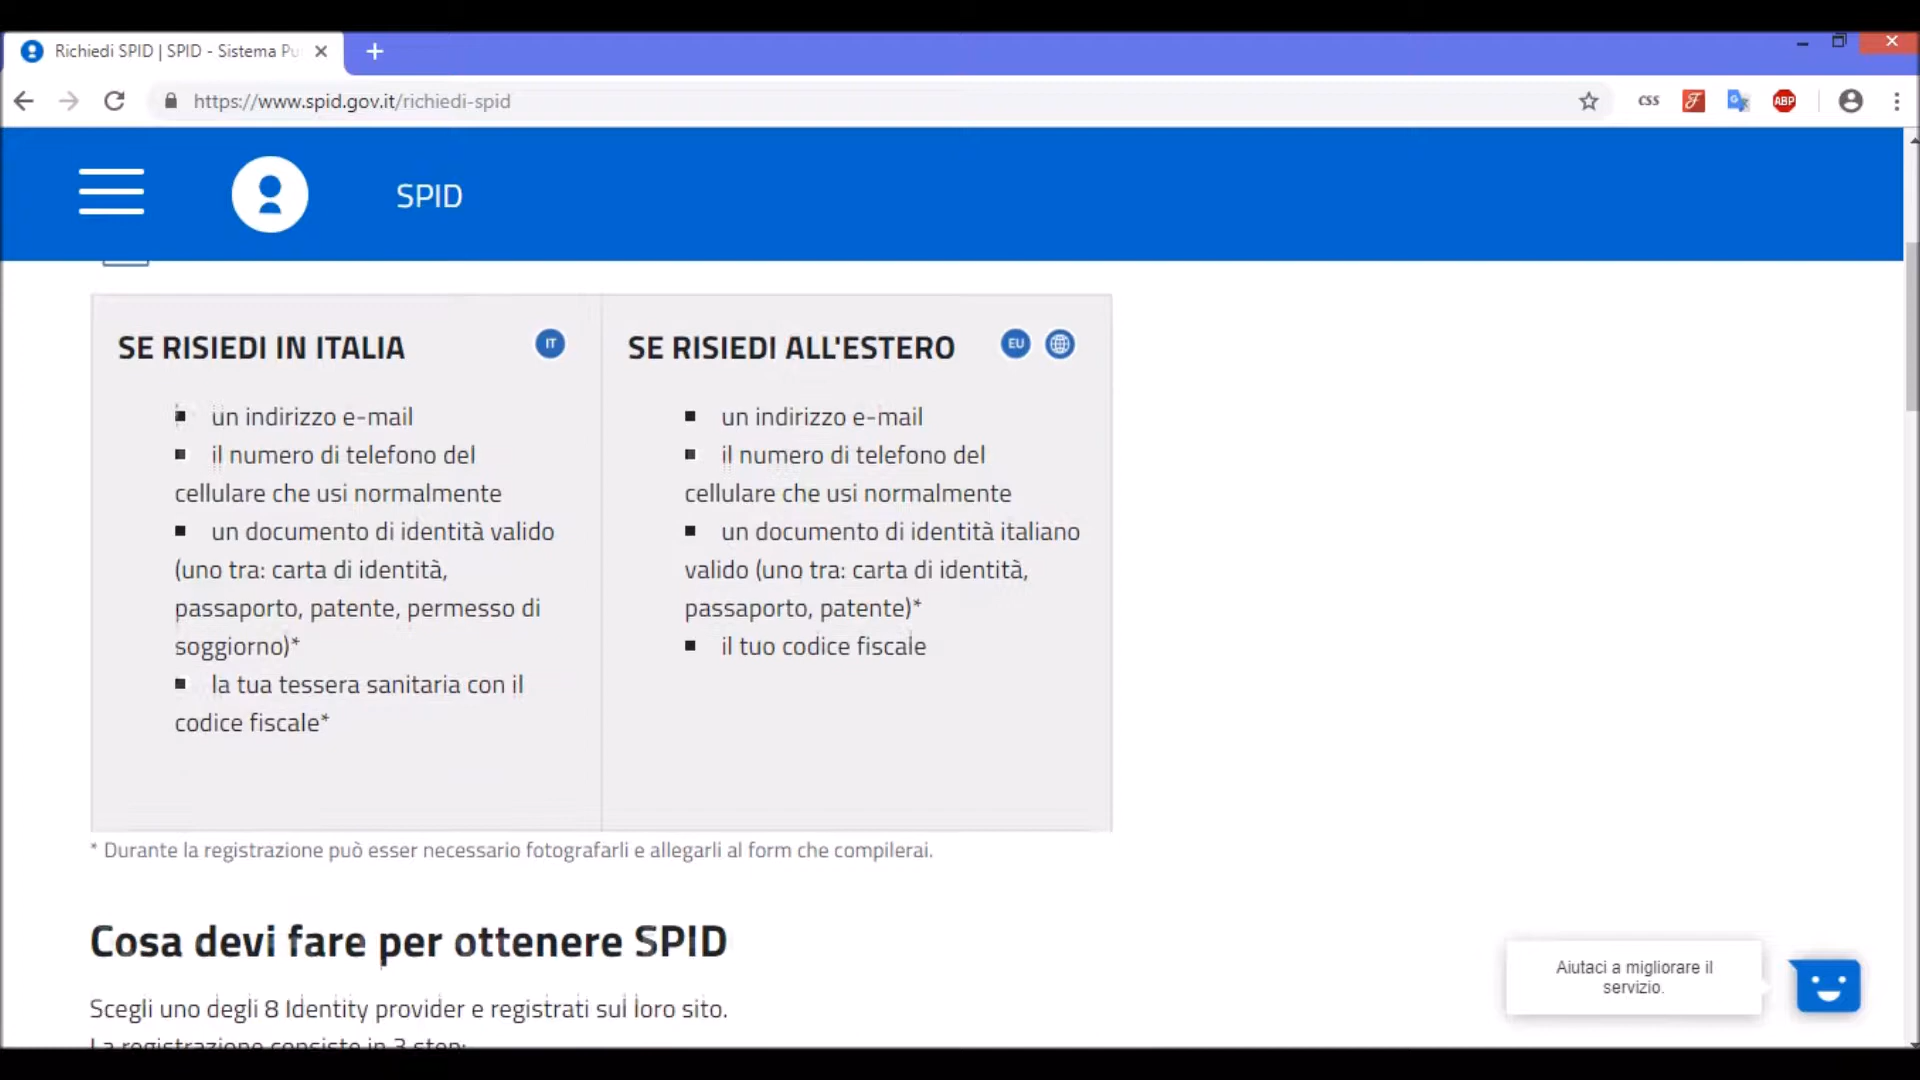 Richiedi SPID | SPID - Sistema Pu
https://www.spid.gov.it/richiedi-spid
CSS
ABP
SPID
SE RISIEDI IN ITALIA
IT
un indirizzo e-mail
il numero di telefono del
cellulare che usi normalmente
un documento di identità valido
(uno tra: carta di identità,
passaporto, patente, permesso di
soggiorno)*
la tua tessera sanitaria con il
codice fiscale*
SE RISIEDI ALL'ESTERO
EU
un indirizzo e-mail
il numero di telefono del
cellulare che usi normalmente
un documento di identità italiano
valido (uno tra: carta di identità,
passaporto, patente)*
il tuo codice fiscale
* Durante la registrazione può esser necessario fotografarli e allegarli al form che compilerai.
Cosa devi fare per ottenere SPID
Scegli uno degli 8 Identity provider e registrati sul loro sito.
La registrazione consiste in 3 step:
Aiutaci a migliorare il
servizio.